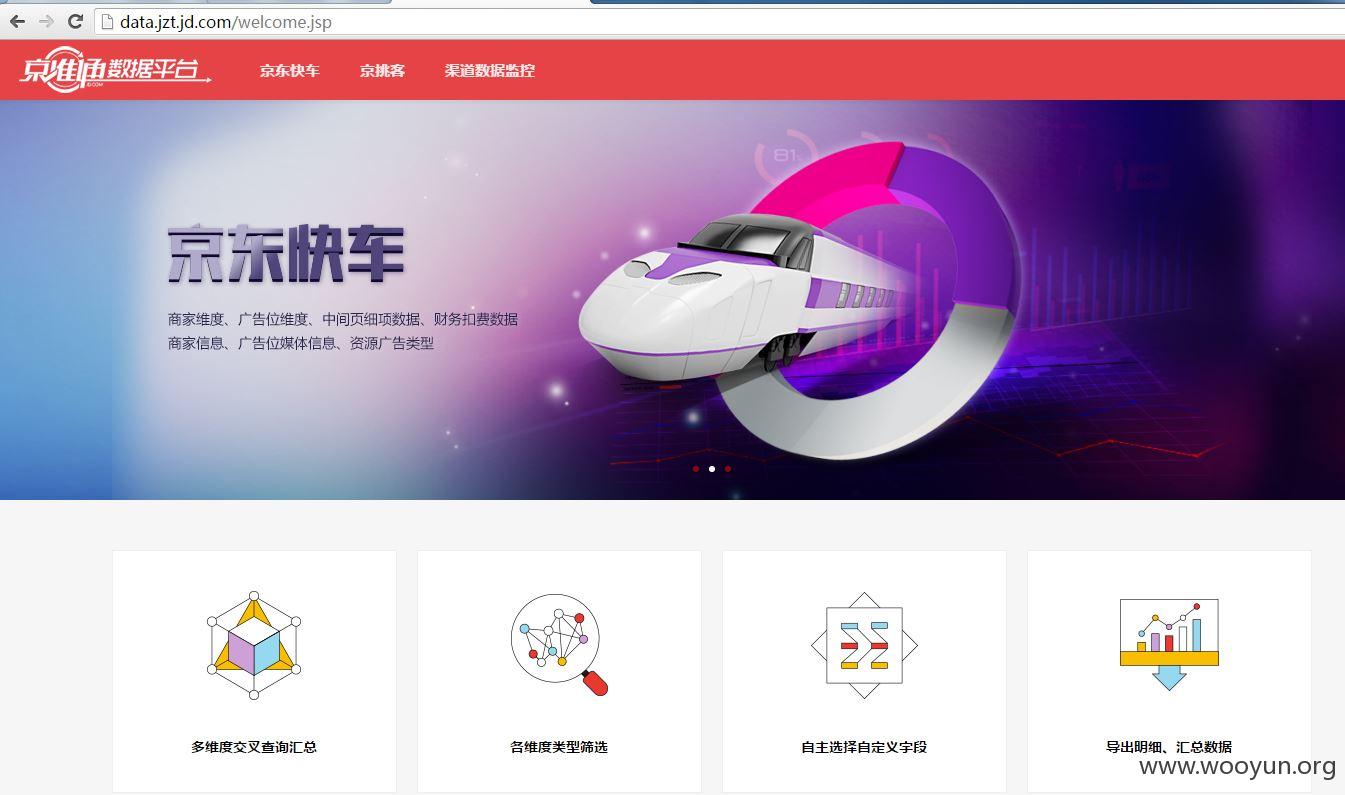 data.jzt.jd.com/welcome.jsp
京准通数据平台
JD.COM
京东快车
京挑客
渠道数据监控
81%
京东快车
商家维度、广告位维度、中间页细项数据、财务扣费数据
商家信息、广告位媒体信息、资源广告类型
多维度交叉查询汇总
各维度类型筛选
自主选择自定义字段
导出明细、汇总数据
www.wooyun.org